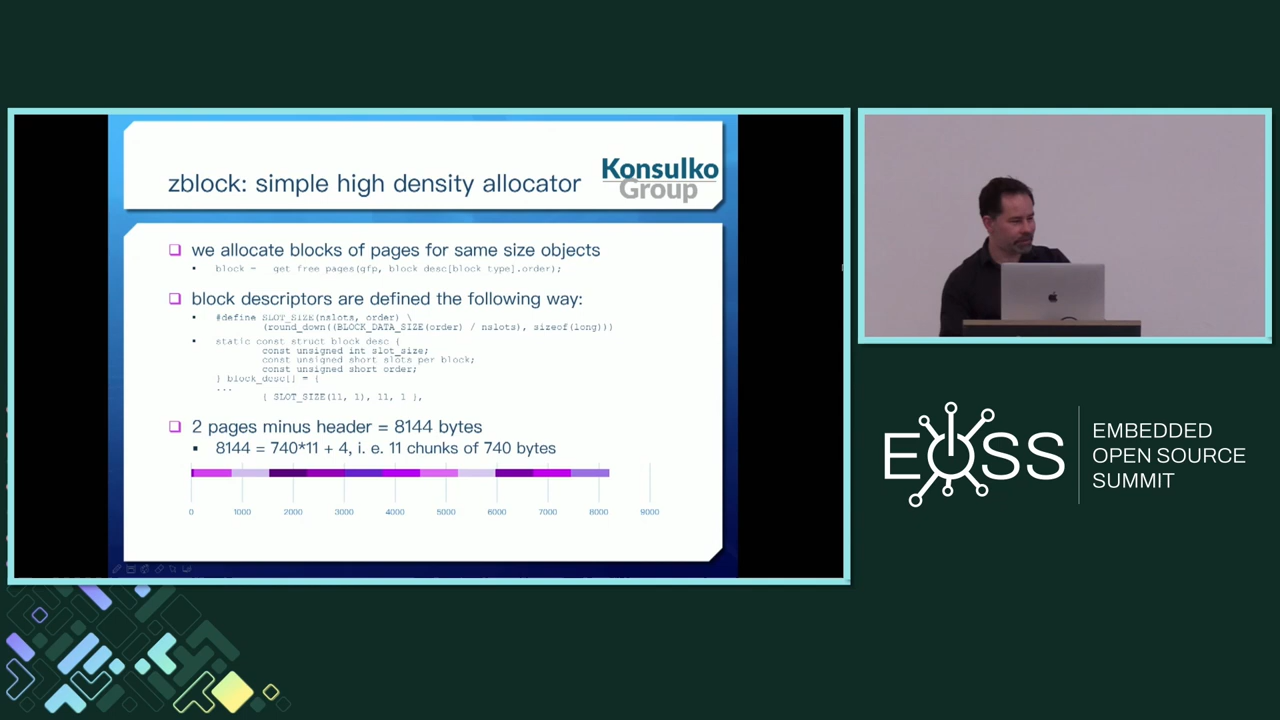 zblock: simple high density allocator
Konsulko
Group
we allocate blocks of pages for same size objects
block = __get_free_pages(gfp, block_desc[block_type].order);
block descriptors are defined the following way:
#define SLOT_SIZE(nslots, order) \
(round_down((BLOCK_DATA_SIZE(order) / nslots), sizeof(long)))
static const struct block_desc {
const unsigned int slot_size;
const unsigned short slots_per_block;
const unsigned short order;
} block_desc[] = {
...
{ SLOT_SIZE(11, 1), 11, 1 },
2 pages minus header = 8144 bytes
8144 = 740*11 + 4, i. e. 11 chunks of 740 bytes
0 1000 2000 3000 4000 5000 6000 7000 8000 9000
EOSS
EMBEDDED
OPEN SOURCE
SUMMIT